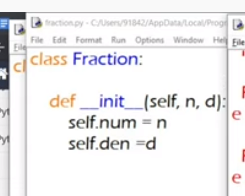 fraction.py - C:/Users/91842/AppData/Local/Progr
File Edit Format Run Options Window He
class Fraction:
def __init__(self, n, d):
self.num = n
self.den =d